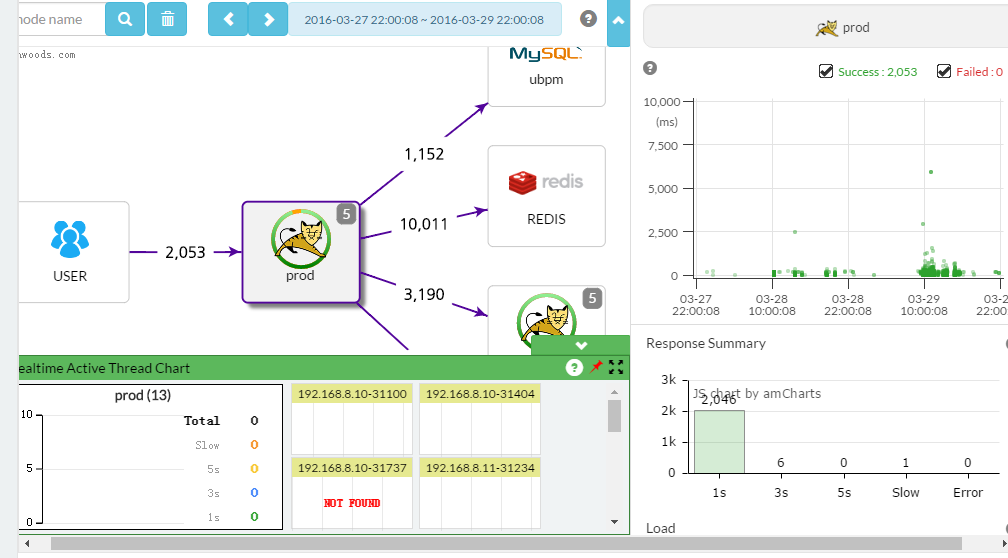 node name
2016-03-27 22:00:08 ~ 2016-03-29 22:00:08
?
prod
woods.com
MySQL
ubpm
?
Success : 2,053
Failed : 0
1,152
10,000
(ms)
7,500
5,000
2,500
0
redis
REDIS
10,011
USER
2,053
5
prod
3,190
5
03-27
22:00:08
03-28
10:00:08
03-28
22:00:08
03-29
10:00:08
03-2
22:00
Response Summary
ealtime Active Thread Chart
?
prod (13)
10
5
0
Total 0
Slow 0
5s 0
3s 0
1s 0
192.168.8.10-31100
192.168.8.10-31404
192.168.8.10-31737
192.168.8.11-31234
NOT FOUND
3k
2k
1k
0
JS chart by amCharts
2,046
6
0
1
0
1s
3s
5s
Slow
Error
Load